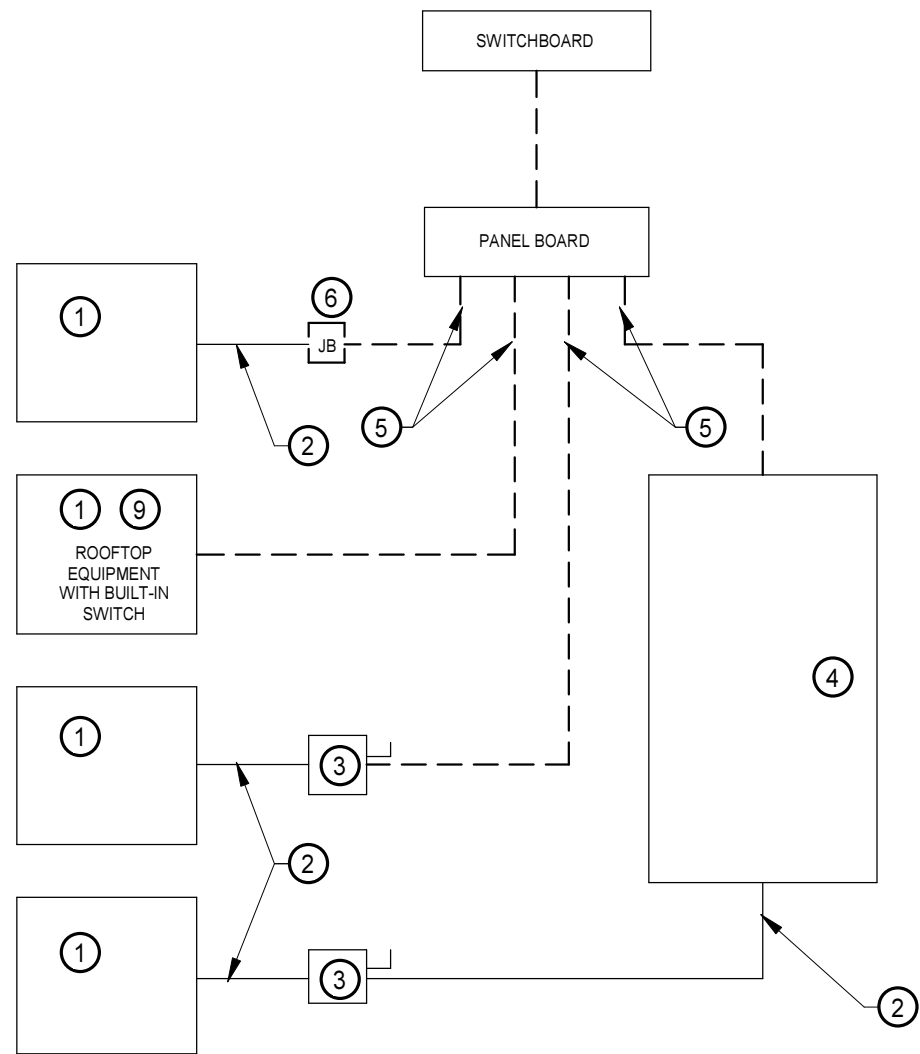 SWITCHBOARD
PANEL BOARD
6
1
JB
5
5
2
1 9
ROOFTOP
EQUIPMENT
WITH BUILT-IN
SWITCH
4
1
3
2
1
3
2